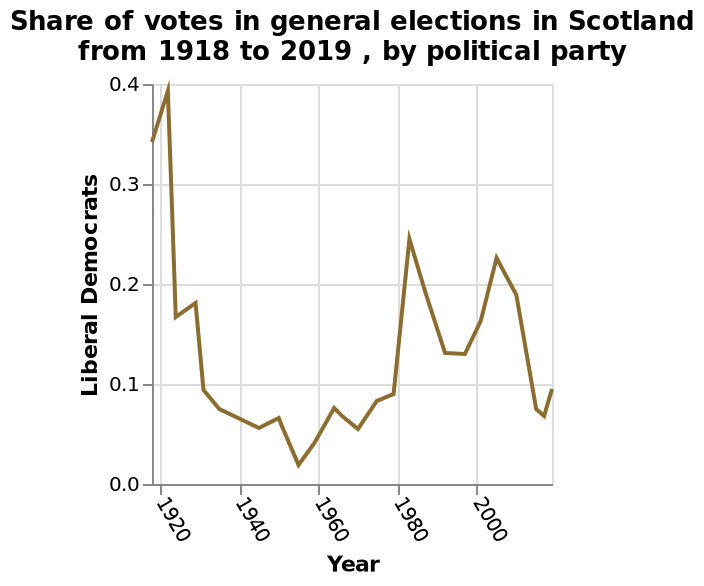 Share of votes in general elections in Scotland
from 1918 to 2019 , by political party
0.4
0.3
0.2
0.1
0.0
Liberal Democrats
1920
1940
1960
1980
2000
Year